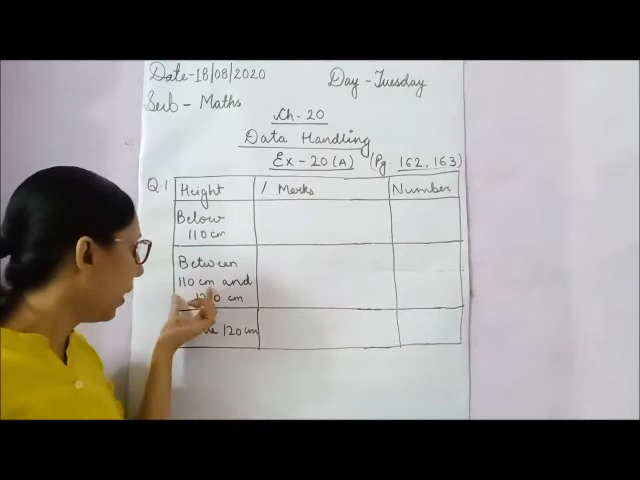 Date-18/08/2020 Day-Tuesday
Sub - Maths
Ch-20
Data Handling
Ex-20(A) (Pg 162, 163)
Q.1 Height / Marks Number
Below
110 cm
Between
110 cm and
cm
120 cm